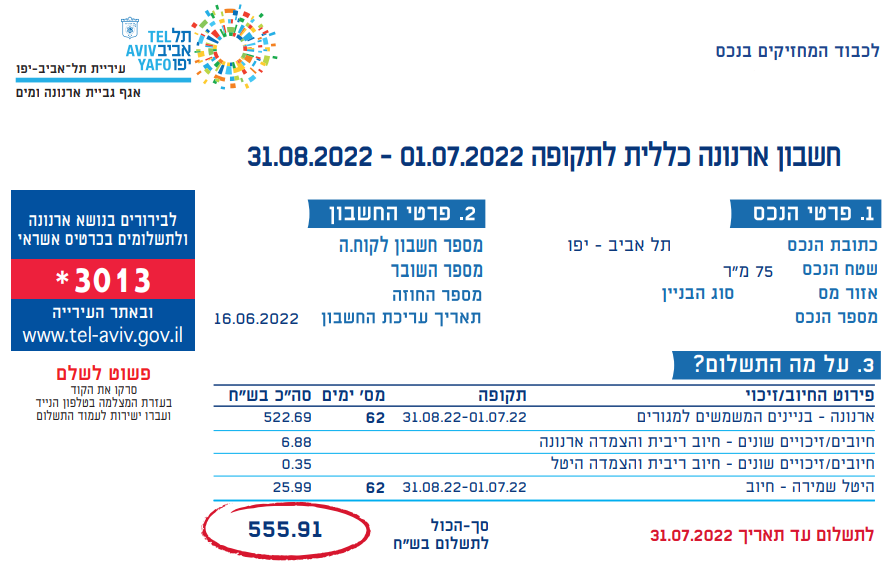 תל TEL
אביב AVIV
יפו YAFO
עיריית תל־אביב-יפו
אגף גביית ארנונה ומים
לכבוד המחזיקים בנכס
חשבון ארנונה כללית לתקופה 01.07.2022 - 31.08.2022
1. פרטי הנכס
כתובת הנכס תל אביב - יפו
שטח הנכס 75 מ"ר
אזור מס סוג הבניין
מספר הנכס
2. פרטי החשבון
מספר חשבון לקוח.ה
מספר השובר
מספר החוזה
תאריך עריכת החשבון 16.06.2022
לבירורים בנושא ארנונה
ולתשלומים בכרטיס אשראי
*3013
ובאתר העירייה
www.tel-aviv.gov.il
פשוט לשלם
סרקו את הקוד
בעזרת המצלמה בטלפון הנייד
ועברו ישירות לעמוד התשלום
3. על מה התשלום?
פירוט החיוב/זיכוי תקופה מס' ימים סה"כ בש"ח
ארנונה - בניינים המשמשים למגורים 31.08.22-01.07.22 62 522.69
חיובים/זיכויים שונים - חיוב ריבית והצמדה ארנונה 6.88
חיובים/זיכויים שונים - חיוב ריבית והצמדה היטל 0.35
היטל שמירה - חיוב 31.08.22-01.07.22 62 25.99
לתשלום עד תאריך 31.07.2022
סך-הכול
לתשלום בש"ח
555.91